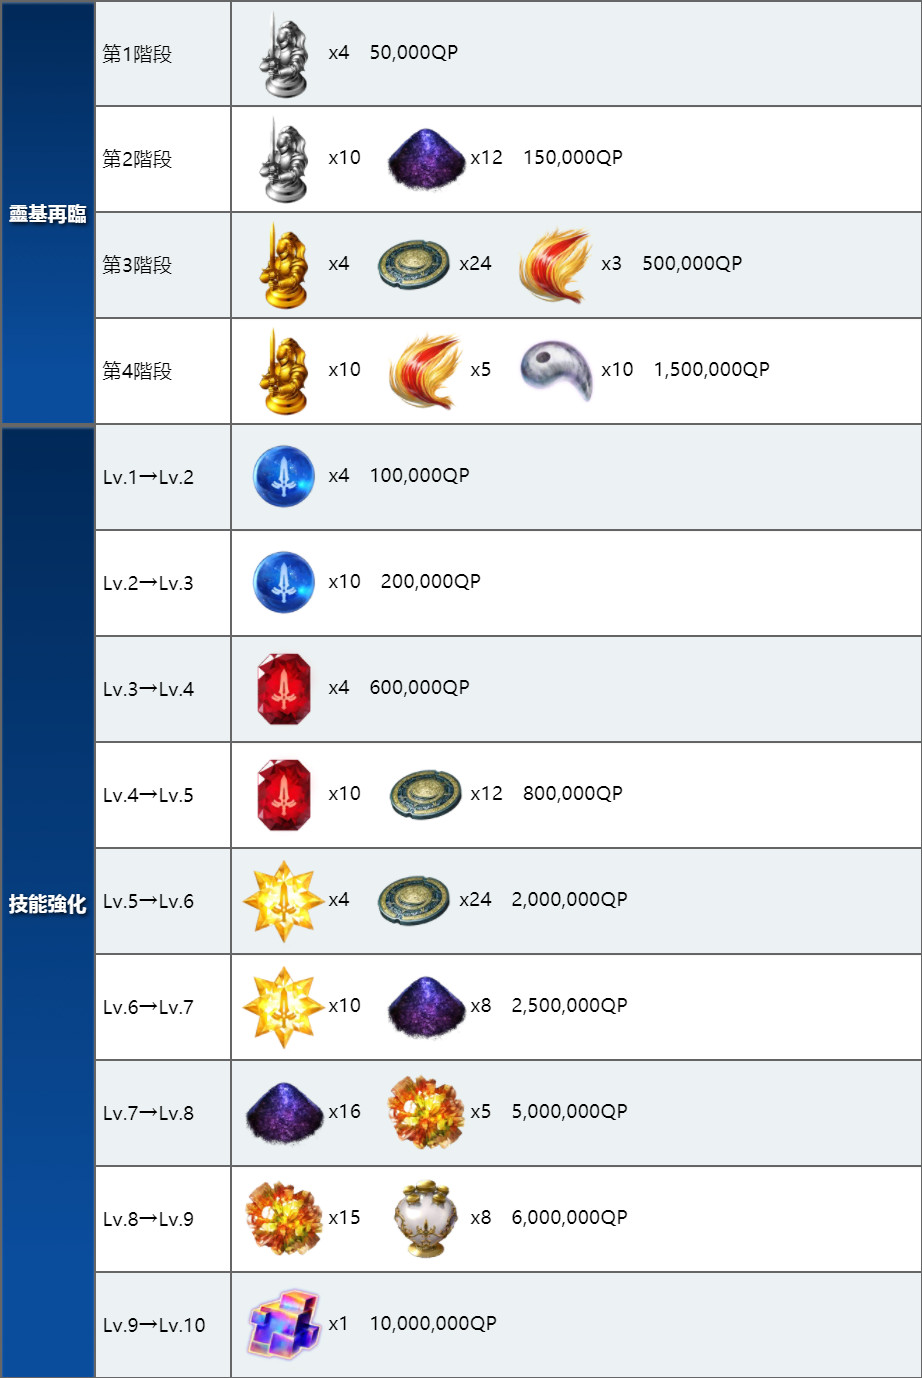 靈基再臨
第1階段 x4 50,000QP
第2階段 x10 x12 150,000QP
第3階段 x4 x24 x3 500,000QP
第4階段 x10 x5 x10 1,500,000QP
技能強化
Lv.1→Lv.2 x4 100,000QP
Lv.2→Lv.3 x10 200,000QP
Lv.3→Lv.4 x4 600,000QP
Lv.4→Lv.5 x10 x12 800,000QP
Lv.5→Lv.6 x4 x24 2,000,000QP
Lv.6→Lv.7 x10 x8 2,500,000QP
Lv.7→Lv.8 x16 x5 5,000,000QP
Lv.8→Lv.9 x15 x8 6,000,000QP
Lv.9→Lv.10 x1 10,000,000QP